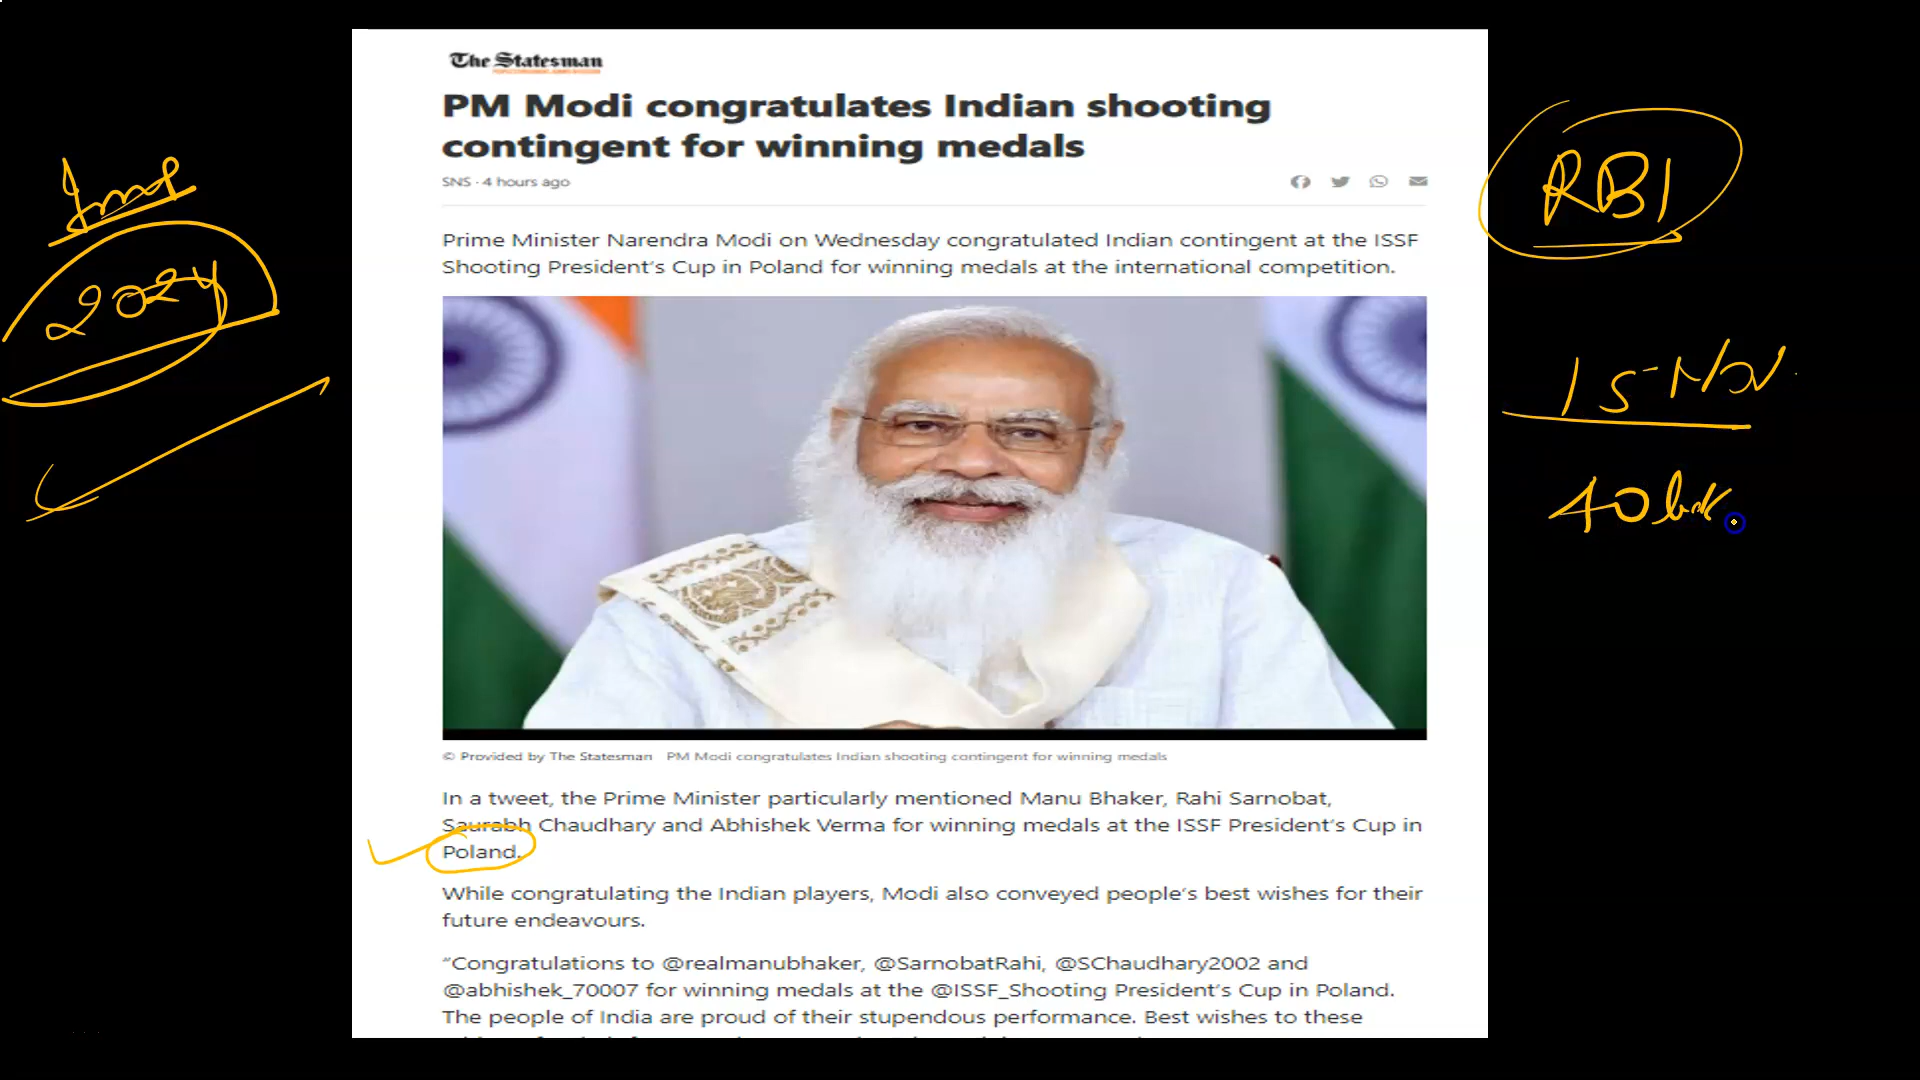 The Statesman
PM Modi congratulates Indian shooting
contingent for winning medals
SNS · 4 hours ago
Prime Minister Narendra Modi on Wednesday congratulated Indian contingent at the ISSF
Shooting President's Cup in Poland for winning medals at the international competition.
© Provided by The Statesman PM Modi congratulates Indian shooting contingent for winning medals
In a tweet, the Prime Minister particularly mentioned Manu Bhaker, Rahi Sarnobat,
Saurabh Chaudhary and Abhishek Verma for winning medals at the ISSF President's Cup in
Poland.
While congratulating the Indian players, Modi also conveyed people's best wishes for their
future endeavours.
“Congratulations to @realmanubhaker, @SarnobatRahi, @SChaudhary2002 and
@abhishek_70007 for winning medals at the @ISSF_Shooting President's Cup in Poland.
The people of India are proud of their stupendous performance. Best wishes to these
Imp
2024
RBI
15-Nov
40